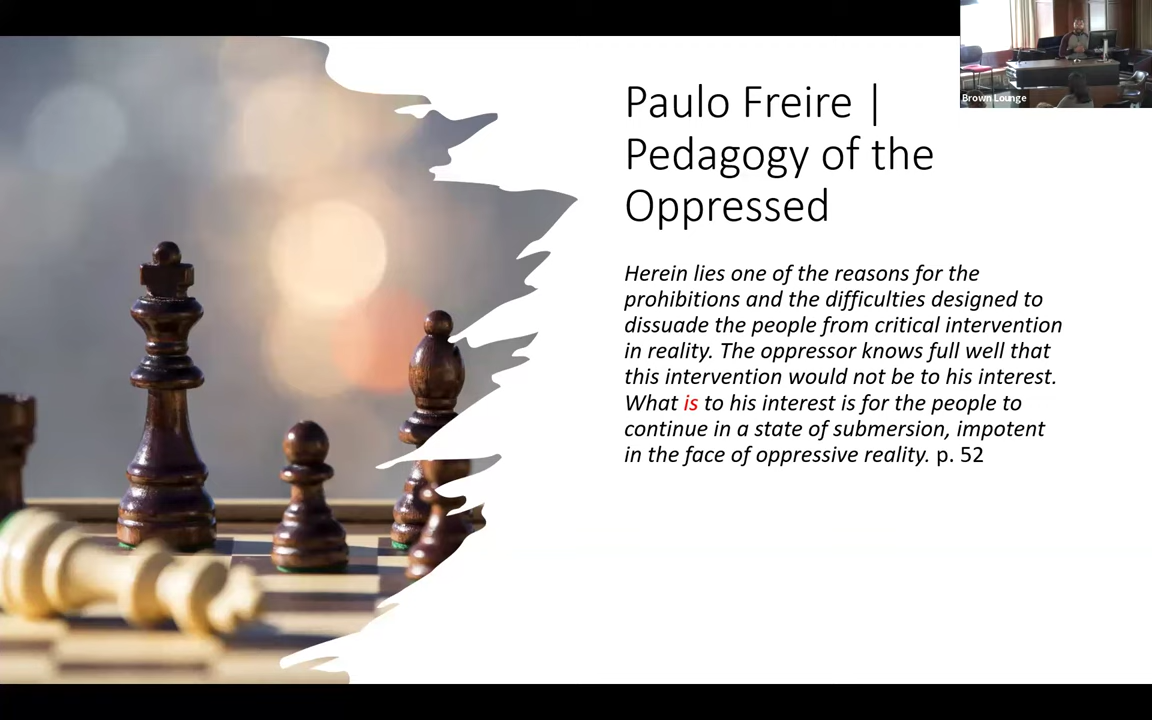 Paulo Freire |
Pedagogy of the
Oppressed
Herein lies one of the reasons for the
prohibitions and the difficulties designed to
dissuade the people from critical intervention
in reality. The oppressor knows full well that
this intervention would not be to his interest.
What is to his interest is for the people to
continue in a state of submersion, impotent
in the face of oppressive reality. p. 52
Brown Lounge